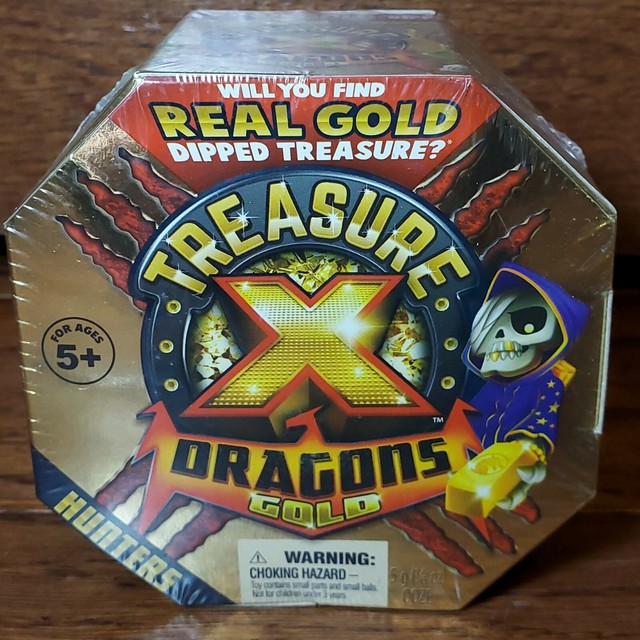 WILL YOU FIND
REAL GOLD
DIPPED TREASURE?*
TREASURE
X
™
DRAGONS
GOLD
FOR AGES
5+
HUNTERS
⚠ WARNING:
CHOKING HAZARD —
Toy contains small parts and small balls.
Not for children under 3 years.